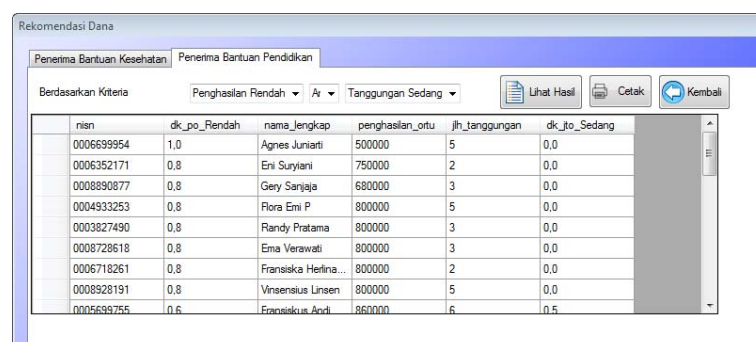 Rekomendasi Dana
Penerima Bantuan Kesehatan Penerima Bantuan Pendidikan
Berdasarkan Kriteria Penghasilan Rendah Tanggungan Sedang Lihat Hasil Cetak Kembali
nisn dk_po_Rendah nama_lengkap penghasilan_ortu jlh_tanggungan dk_jto_Sedang
0006699954 1,0 Agnes Juniarti 500000 5 0,0
0006352171 0,8 Eni Suryiani 750000 2 0,0
0008890877 0,8 Gery Sanjaja 680000 3 0,0
0004933253 0,8 Flora Emi P 800000 5 0,0
0003827490 0,8 Randy Pratama 800000 3 0,0
0008728618 0,8 Ema Verawati 800000 3 0,0
0006718261 0,8 Fransiska Herlina... 800000 2 0,0
0008928191 0,8 Vinsensius Linsen 800000 5 0,0
0005699755 0,6 Fransiskus Andi 860000 6 0,5